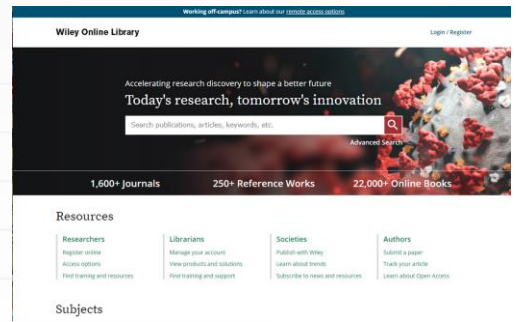 Working off-campus? Learn about our remote access options
Wiley Online Library
Login / Register
Accelerating research discovery to shape a better future
Today's research, tomorrow's innovation
Search publications, articles, keywords, etc.
Advanced Search
1,600+ Journals 250+ Reference Works 22,000+ Online Books
Resources
Researchers
Register online
Access options
Find training and resources
Librarians
Manage your account
View products and solutions
Find training and support
Societies
Publish with Wiley
Learn about trends
Subscribe to news and resources
Authors
Submit a paper
Track your article
Learn about Open Access
Subjects